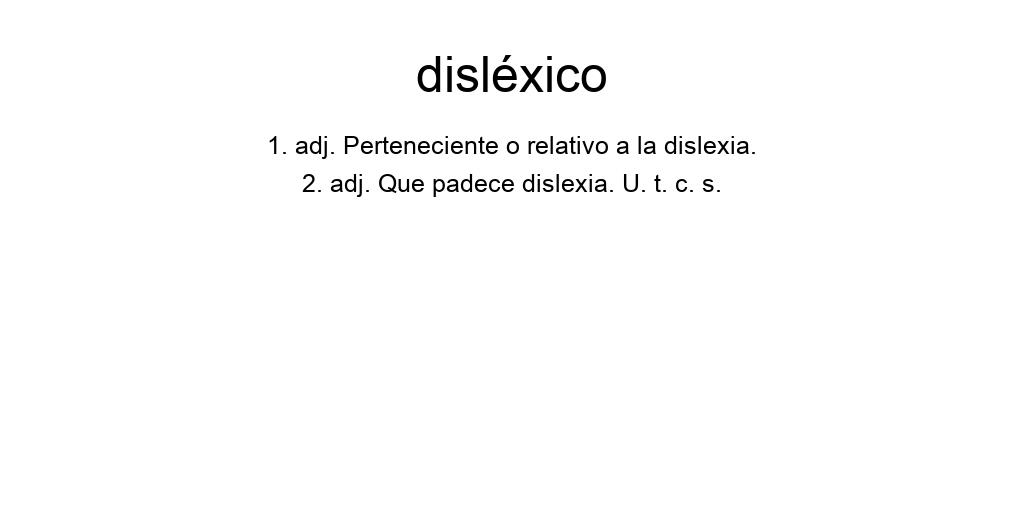 disléxico
1. adj. Perteneciente o relativo a la dislexia.
2. adj. Que padece dislexia. U. t. c. s.